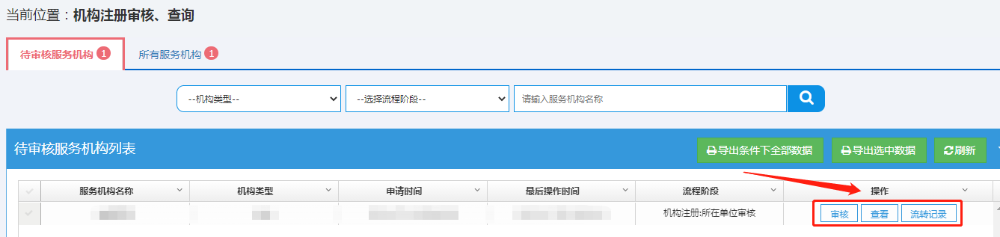 当前位置：机构注册审核、查询
待审核服务机构 1 所有服务机构 1
--机构类型-- --选择流程阶段-- 请输入服务机构名称
待审核服务机构列表 导出条件下全部数据 导出选中数据 刷新
服务机构名称 机构类型 申请时间 最后操作时间 流程阶段 操作
机构注册:所在单位审核 审核 查看 流转记录